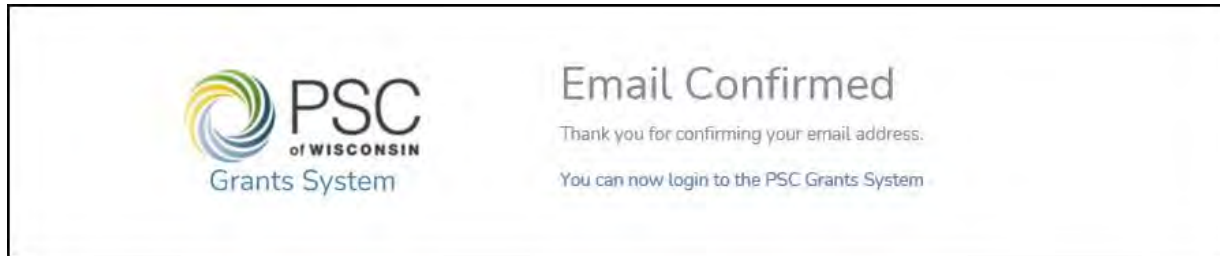 PSC
of WISCONSIN
Grants System
Email Confirmed
Thank you for confirming your email address.
You can now login to the PSC Grants System